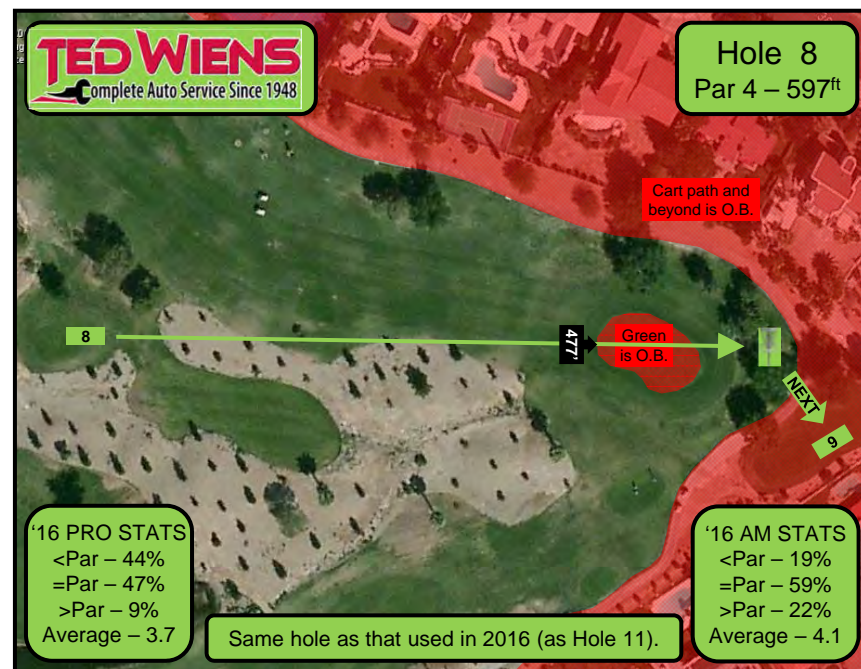 TED WIENS
Complete Auto Service Since 1948
Hole 8
Par 4 – 597ft
Cart path and
beyond is O.B.
8
477'
Green
is O.B.
NEXT
9
'16 PRO STATS
<Par – 44%
=Par – 47%
>Par – 9%
Average – 3.7
Same hole as that used in 2016 (as Hole 11).
'16 AM STATS
<Par – 19%
=Par – 59%
>Par – 22%
Average – 4.1